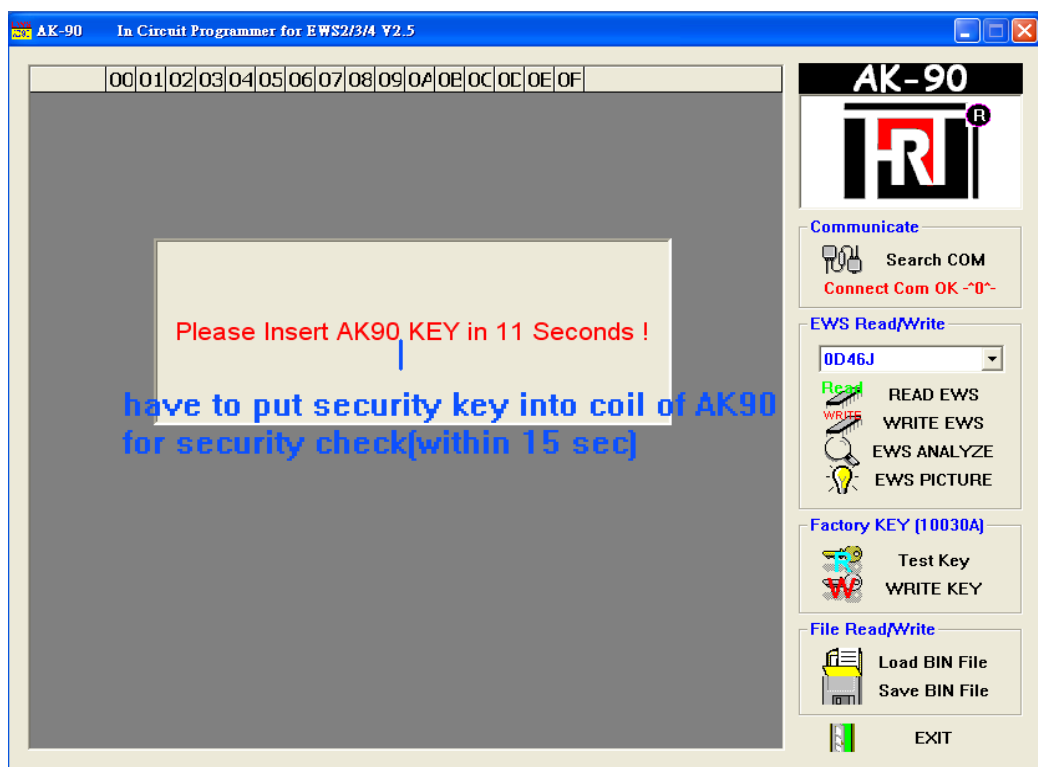 AK-90 In Circuit Programmer for EWS2/3/4 V2.5
00 01 02 03 04 05 06 07 08 09 0A 0B 0C 0D 0E 0F
AK-90
HRT
R
Communicate
Search COM
Connect Com OK -^0^-
Please Insert AK90 KEY in 11 Seconds !
have to put security key into coil of AK90
for security check(within 15 sec)
EWS Read/Write
0D46J
Read
READ EWS
WRITE
WRITE EWS
EWS ANALYZE
EWS PICTURE
Factory KEY (10030A)
R
Test Key
W
WRITE KEY
File Read/Write
Load BIN File
Save BIN File
EXIT